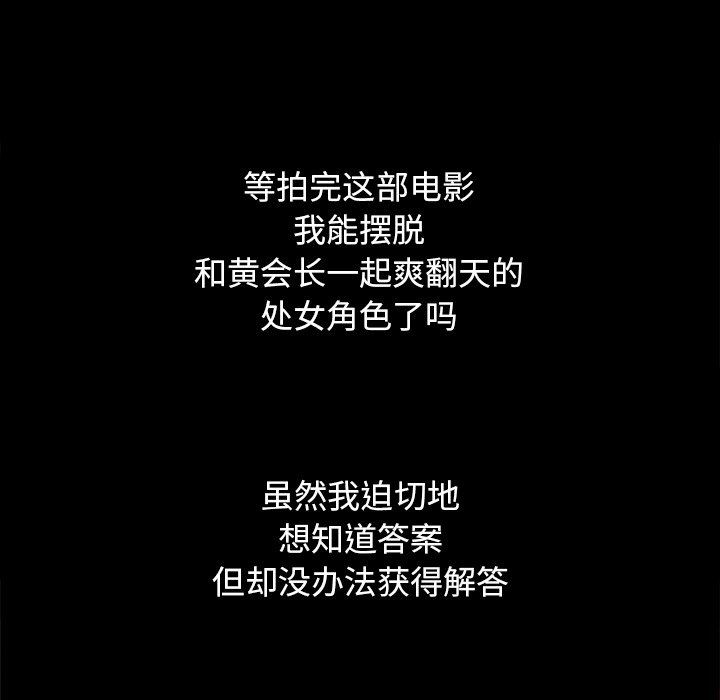 等拍完这部电影
我能摆脱
和黄会长一起爽翻天的
处女角色了吗
虽然我迫切地
想知道答案
但却没办法获得解答